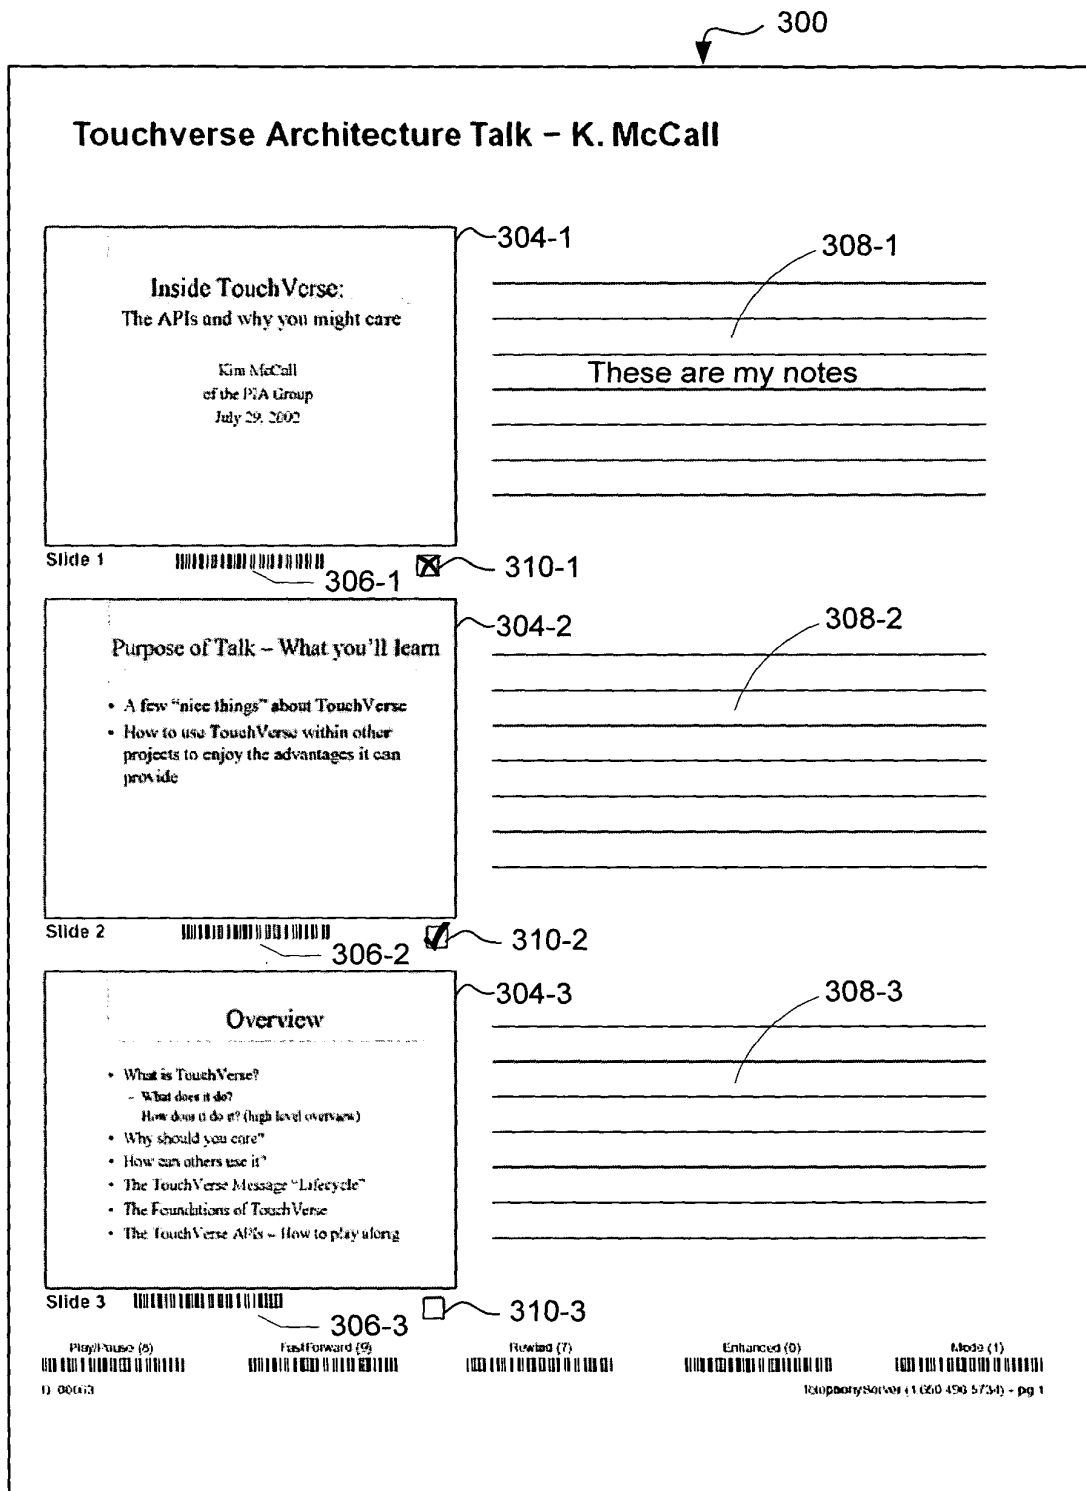 300
Touchverse Architecture Talk – K. McCall
304-1
308-1
Inside TouchVerse:
The APIs and why you might care
Kim McCall
of the PIA Group
July 29, 2002
These are my notes
Slide 1
306-1
310-1
304-2
308-2
Purpose of Talk – What you'll learn
• A few "nice things" about TouchVerse
• How to use TouchVerse within other
projects to enjoy the advantages it can
provide
Slide 2
306-2
310-2
304-3
308-3
Overview
• What is TouchVerse?
– What does it do?
How does it do it? (high level overview)
• Why should you care?
• How can others use it?
• The TouchVerse Message "Lifecycle"
• The Foundations of TouchVerse
• The TouchVerse APIs – How to play along
Slide 3
306-3
310-3
Play/Pause (8)
FastForward (9)
Rewind (7)
Enhanced (0)
Mode (1)
TelephonyServer (1 650 496 5734) - pg 1